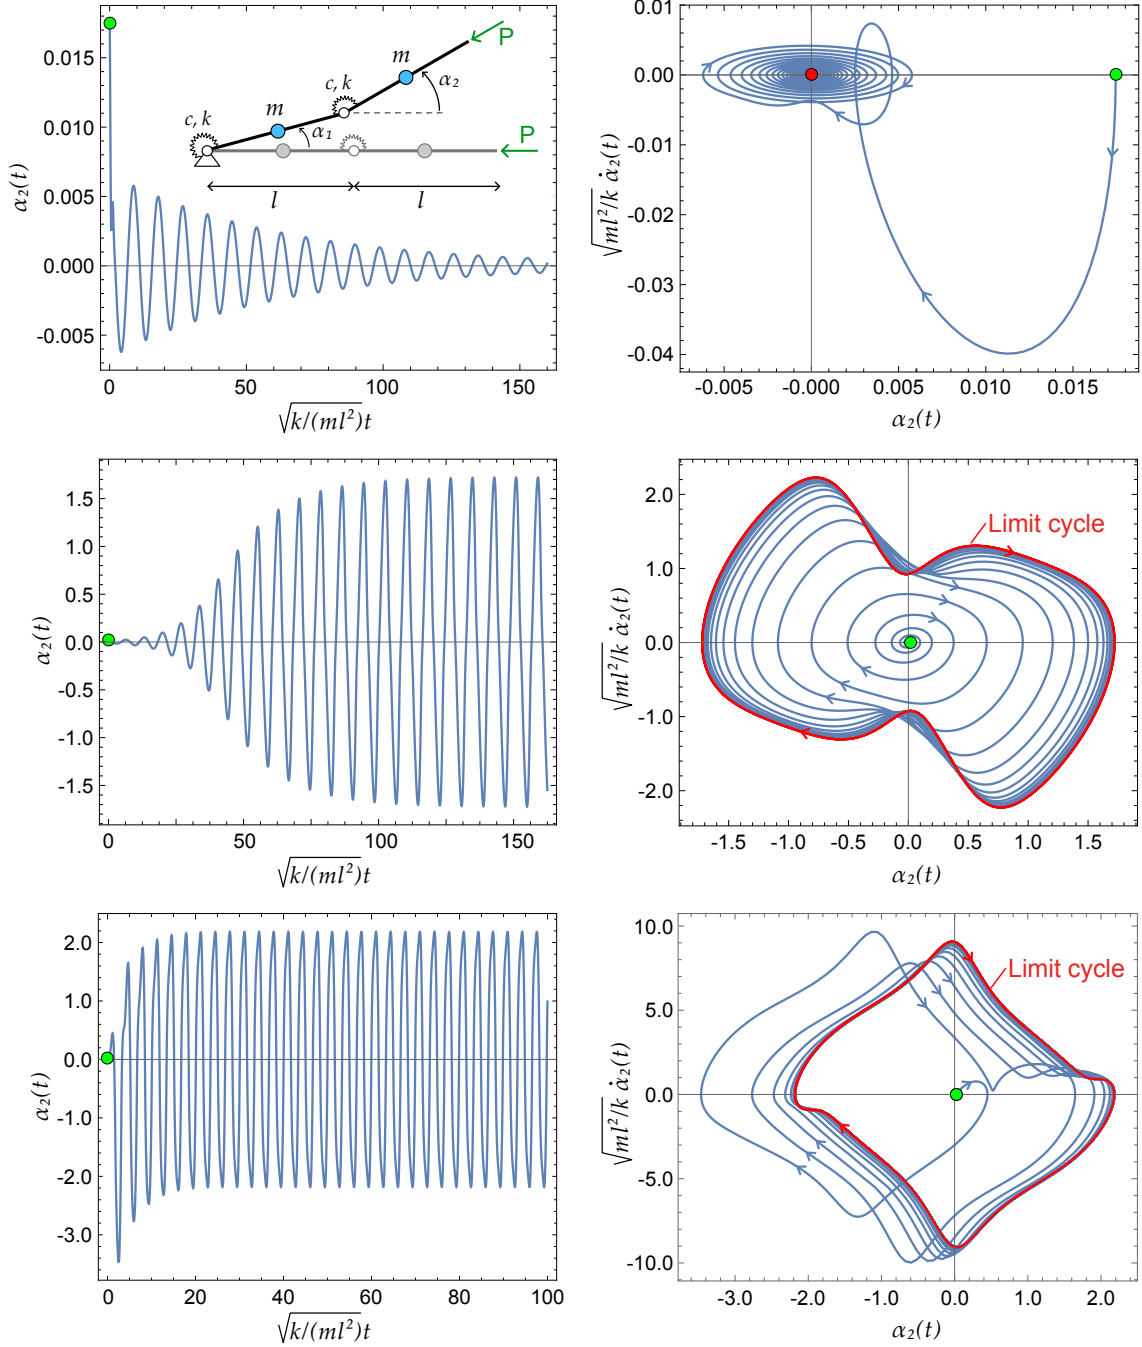 0.015
0.010
0.005
0.000
-0.005
α₂(t)
0
50
100
150
√k/(ml²) t
P
m
α₂
c, k
m
c, k
α₁
P
l
l
0.01
0.00
-0.01
-0.02
-0.03
-0.04
√ml²/k α̇₂(t)
-0.005
-0.000
0.005
0.010
0.015
α₂(t)
1.5
1.0
0.5
0.0
-0.5
-1.0
-1.5
α₂(t)
0
50
100
150
√k/(ml²) t
2.0
1.0
0.0
-1.0
-2.0
√ml²/k α̇₂(t)
Limit cycle
-1.5
-1.0
-0.5
0.0
0.5
1.0
1.5
α₂(t)
2.0
1.0
0.0
-1.0
-2.0
-3.0
α₂(t)
0
20
40
60
80
100
√k/(ml²) t
10.0
5.0
0.0
-5.0
-10.0
√ml²/k α̇₂(t)
Limit cycle
-3.0
-2.0
-1.0
0.0
1.0
2.0
α₂(t)